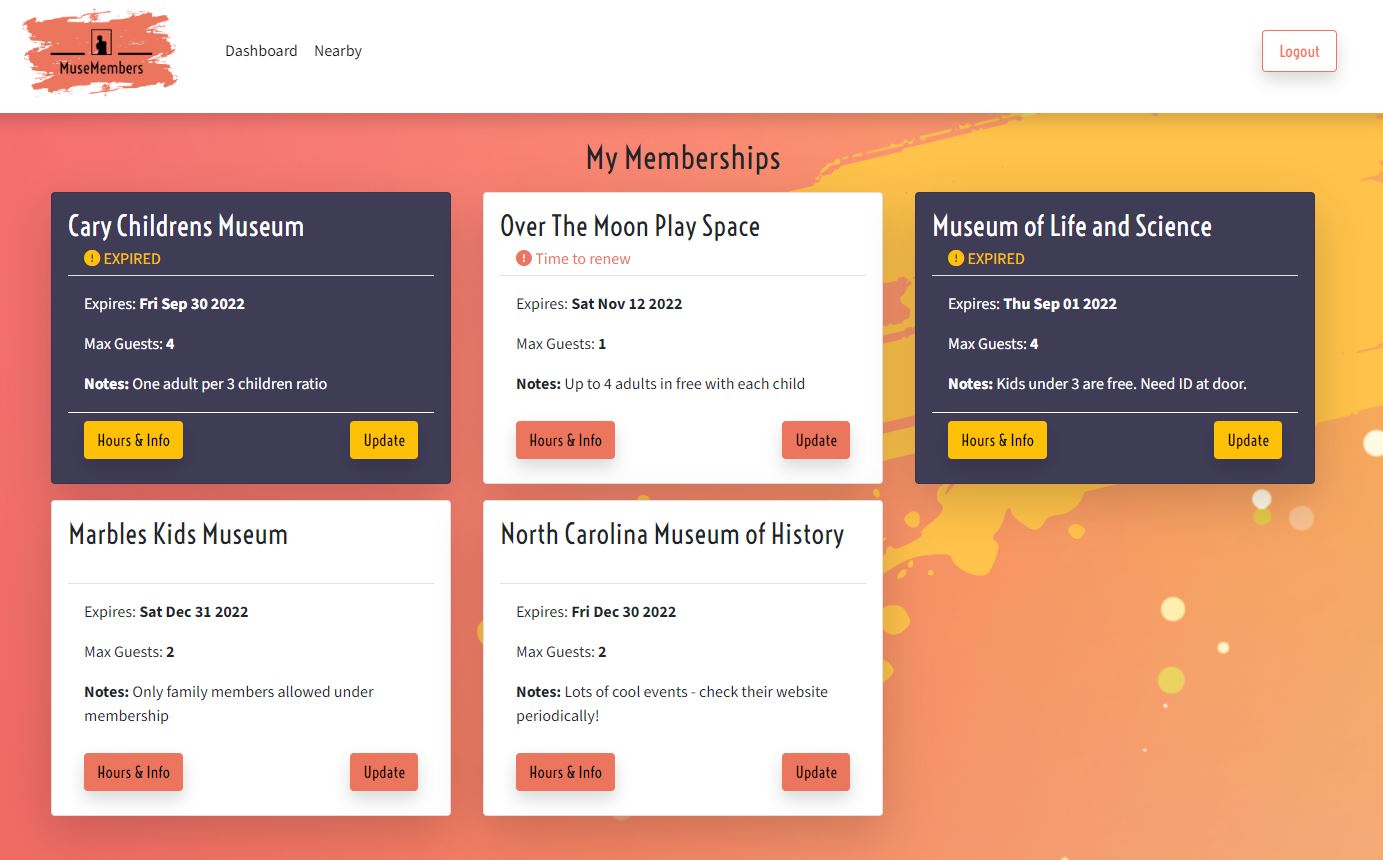 MuseMembers
Dashboard
Nearby
Logout
My Memberships
Cary Childrens Museum
EXPIRED
Expires: Fri Sep 30 2022
Max Guests: 4
Notes: One adult per 3 children ratio
Hours & Info
Update
Over The Moon Play Space
Time to renew
Expires: Sat Nov 12 2022
Max Guests: 1
Notes: Up to 4 adults in free with each child
Hours & Info
Update
Museum of Life and Science
EXPIRED
Expires: Thu Sep 01 2022
Max Guests: 4
Notes: Kids under 3 are free. Need ID at door.
Hours & Info
Update
Marbles Kids Museum
Expires: Sat Dec 31 2022
Max Guests: 2
Notes: Only family members allowed under
membership
Hours & Info
Update
North Carolina Museum of History
Expires: Fri Dec 30 2022
Max Guests: 2
Notes: Lots of cool events - check their website
periodically!
Hours & Info
Update